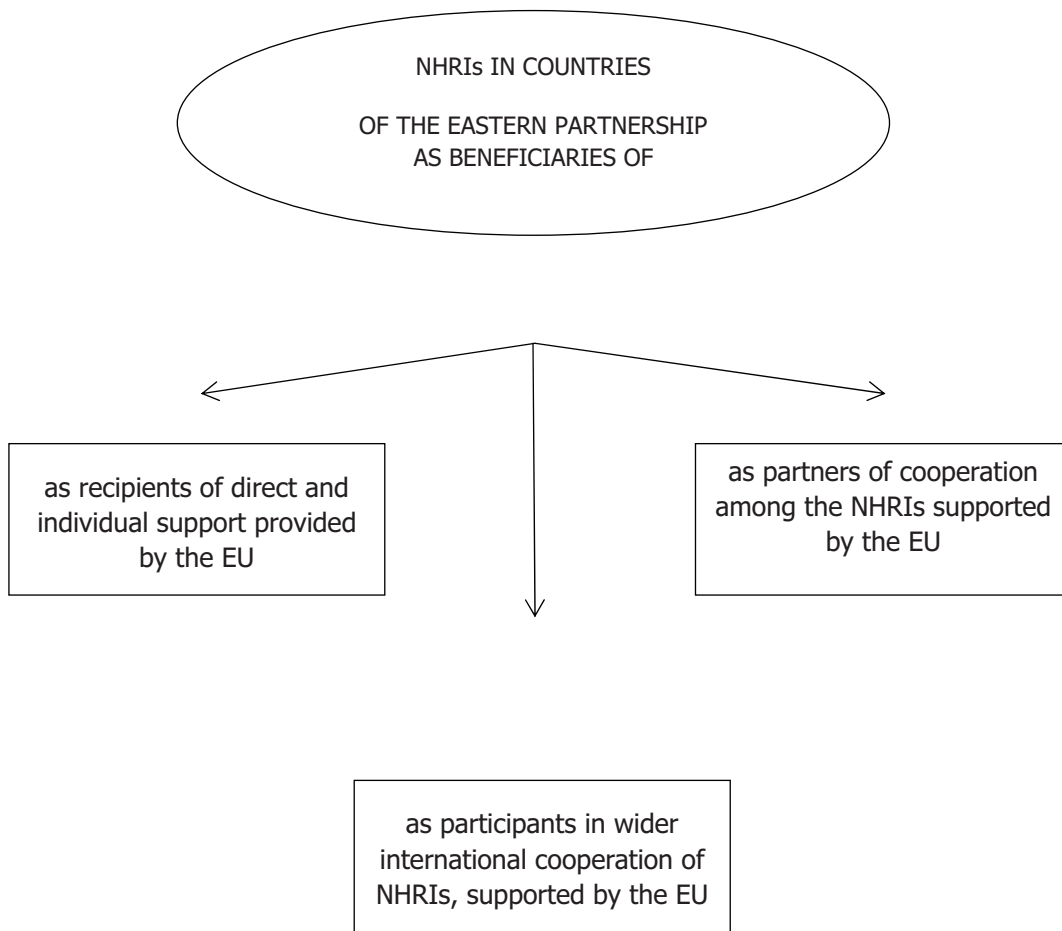 NHRIs IN COUNTRIES
OF THE EASTERN PARTNERSHIP
AS BENEFICIARIES OF
as recipients of direct and
individual support provided
by the EU
as partners of cooperation
among the NHRIs supported
by the EU
as participants in wider
international cooperation of
NHRIs, supported by the EU